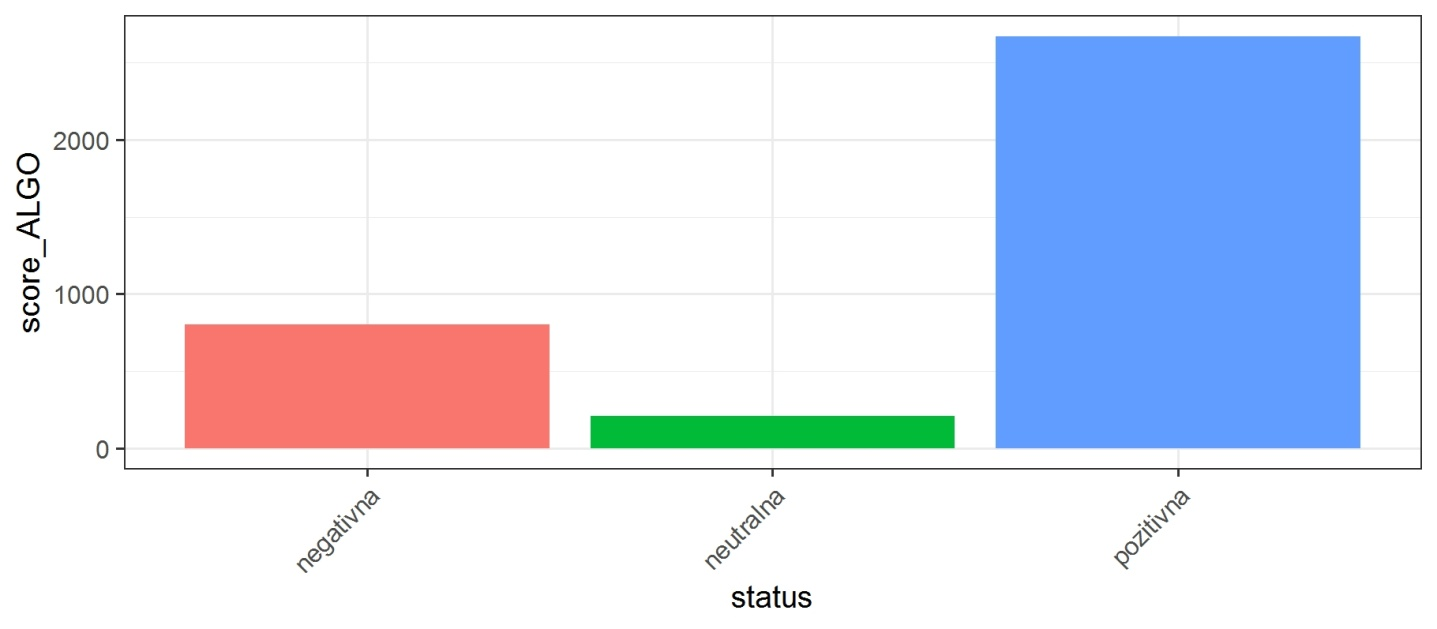 score_ALGO
2000
1000
0
negativna
neutralna
pozitivna
status